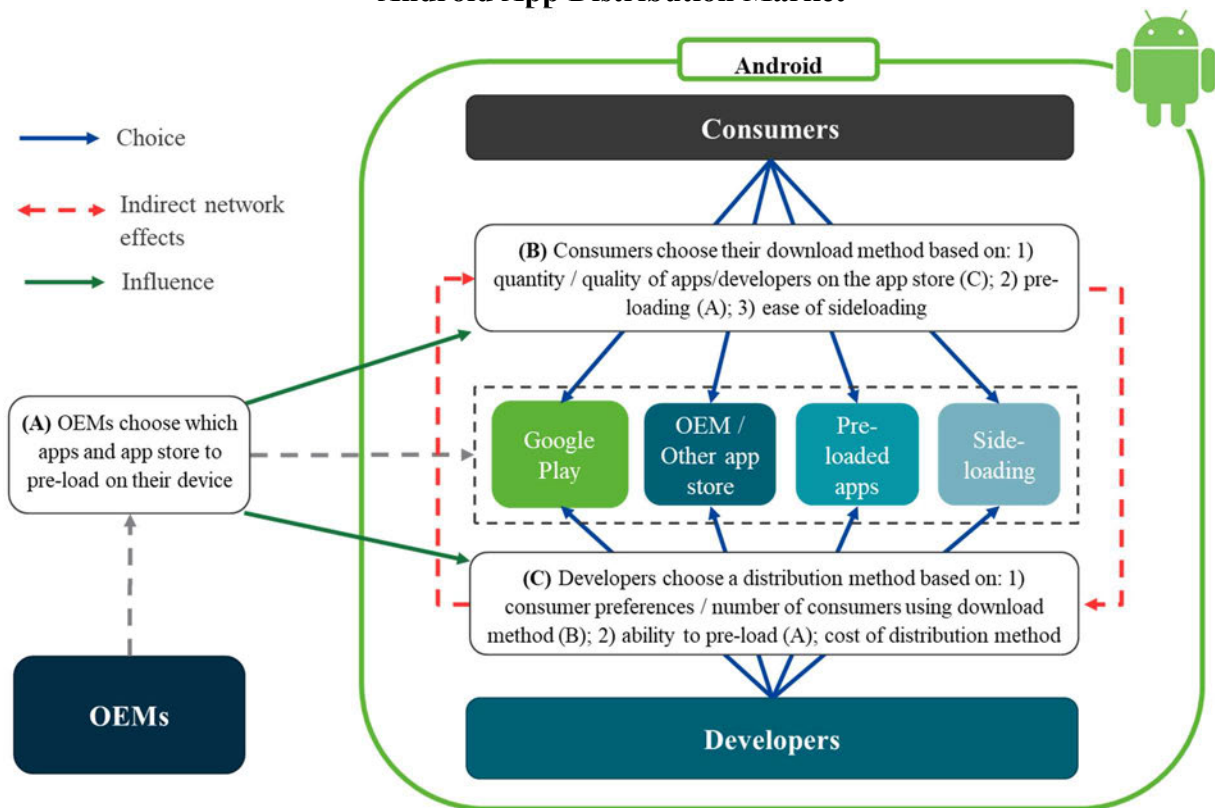 Android App Distribution Market
Android
Consumers
Choice
Indirect network
effects
Influence
(B) Consumers choose their download method based on: 1)
quantity / quality of apps/developers on the app store (C); 2) pre-
loading (A); 3) ease of sideloading
(A) OEMs choose which
apps and app store to
pre-load on their device
Google
Play
OEM /
Other app
store
Pre-
loaded
apps
Side-
loading
(C) Developers choose a distribution method based on: 1)
consumer preferences / number of consumers using download
method (B); 2) ability to pre-load (A); cost of distribution method
OEMs
Developers